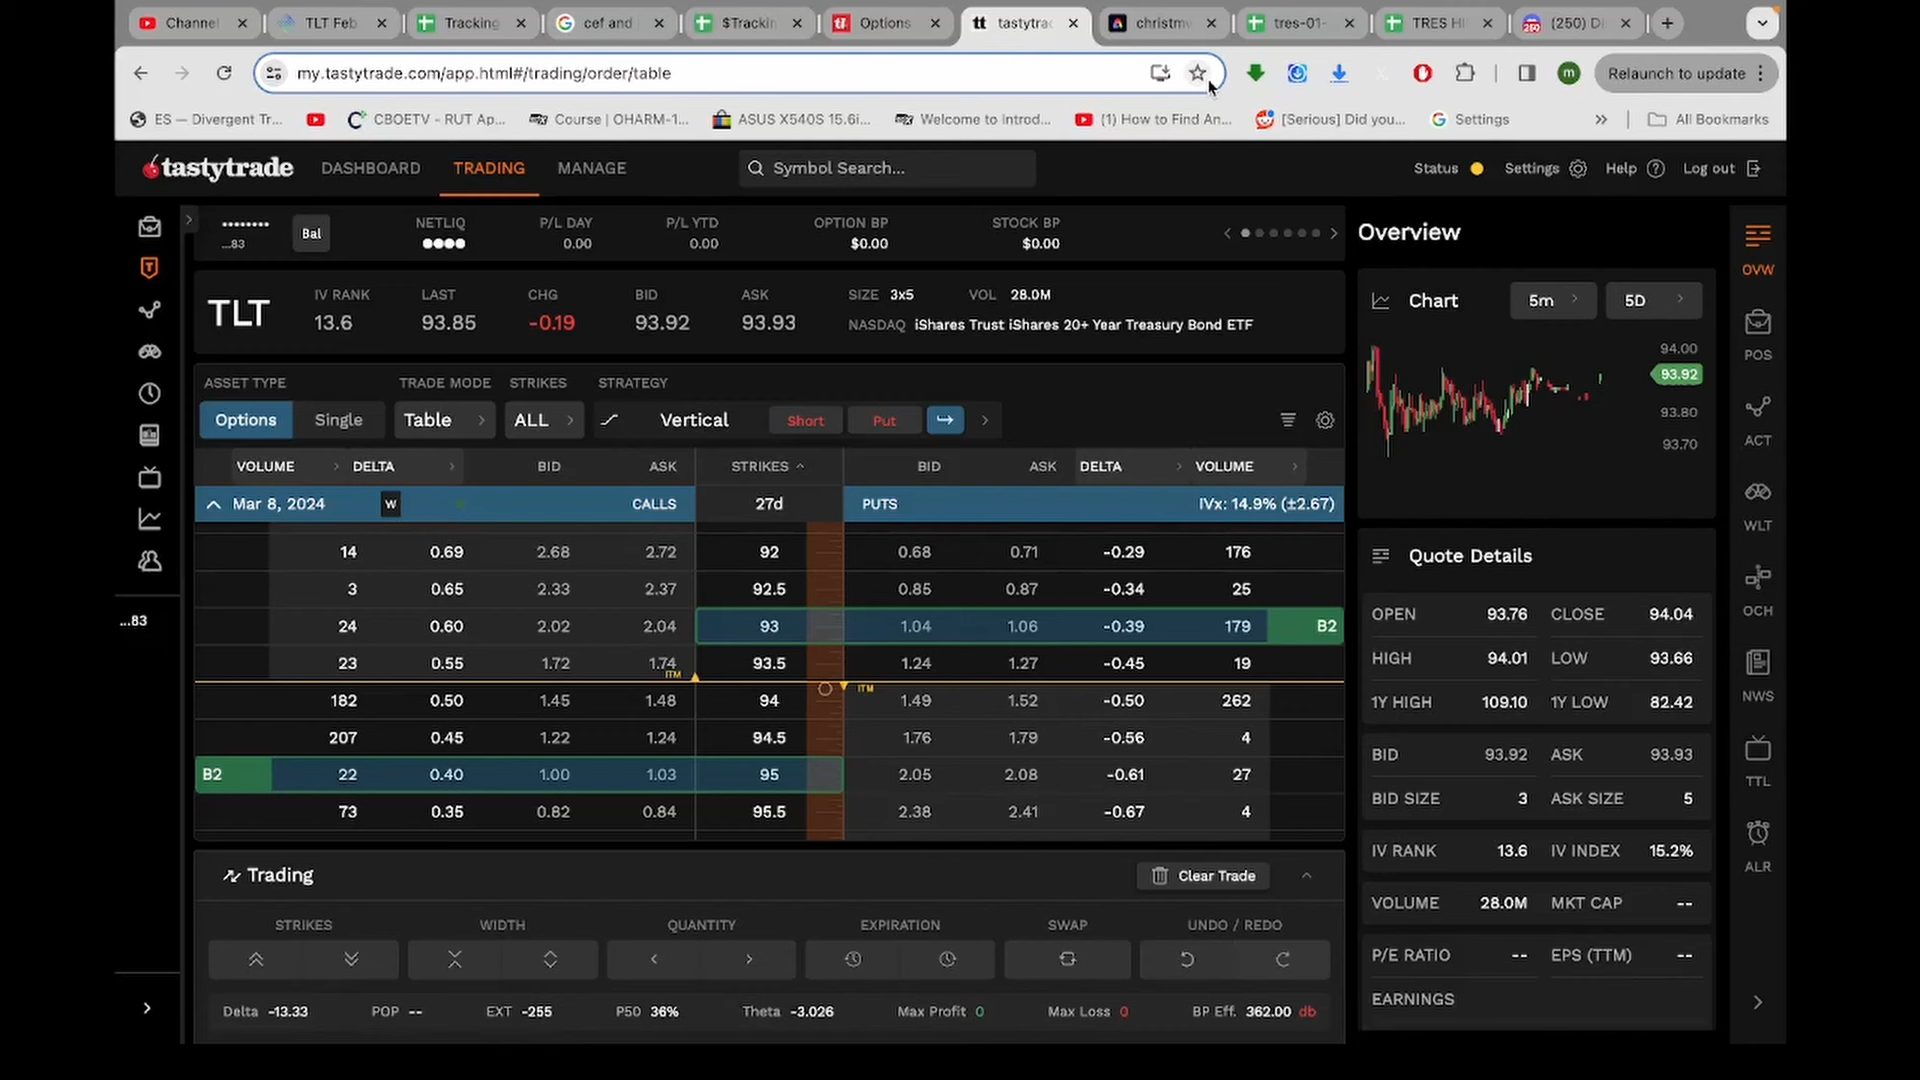 Channel
TLT Feb
Tracking
cef and
$Trackin
Options
tt tastytrac
christmw
tres-01-
TRES HI
(250) Di
my.tastytrade.com/app.html#/trading/order/table
m
Relaunch to update
ES — Divergent Tr...
CBOETV - RUT Ap...
Course | OHARM-1...
ASUS X540S 15.6i...
Welcome to Introd...
(1) How to Find An...
[Serious] Did you...
Settings
All Bookmarks
tastytrade
DASHBOARD
TRADING
MANAGE
Symbol Search...
Status
Settings
Help
Log out
...83
Bal
NETLIQ
P/L DAY
0.00
P/L YTD
0.00
OPTION BP
$0.00
STOCK BP
$0.00
TLT
IV RANK
13.6
LAST
93.85
CHG
-0.19
BID
93.92
ASK
93.93
SIZE 3x5
VOL 28.0M
NASDAQ iShares Trust iShares 20+ Year Treasury Bond ETF
ASSET TYPE
TRADE MODE
STRIKES
STRATEGY
Options
Single
Table
ALL
Vertical
Short
Put
VOLUME DELTA BID ASK STRIKES BID ASK DELTA VOLUME
Mar 8, 2024 W CALLS 27d PUTS IVx: 14.9% (±2.67)
14 0.69 2.68 2.72 92 0.68 0.71 -0.29 176
3 0.65 2.33 2.37 92.5 0.85 0.87 -0.34 25
24 0.60 2.02 2.04 93 1.04 1.06 -0.39 179 B2
23 0.55 1.72 1.74 93.5 1.24 1.27 -0.45 19
ITM ITM
182 0.50 1.45 1.48 94 1.49 1.52 -0.50 262
207 0.45 1.22 1.24 94.5 1.76 1.79 -0.56 4
B2 22 0.40 1.00 1.03 95 2.05 2.08 -0.61 27
73 0.35 0.82 0.84 95.5 2.38 2.41 -0.67 4
...83
Trading
Clear Trade
STRIKES
WIDTH
QUANTITY
EXPIRATION
SWAP
UNDO / REDO
Delta -13.33
POP --
EXT -255
P50 36%
Theta -3.026
Max Profit 0
Max Loss 0
BP Eff. 362.00 db
Overview
Chart
5m
5D
94.00
93.92
93.80
93.70
Quote Details
OPEN 93.76 CLOSE 94.04
HIGH 94.01 LOW 93.66
1Y HIGH 109.10 1Y LOW 82.42
BID 93.92 ASK 93.93
BID SIZE 3 ASK SIZE 5
IV RANK 13.6 IV INDEX 15.2%
VOLUME 28.0M MKT CAP --
P/E RATIO -- EPS (TTM) --
EARNINGS
OVW
POS
ACT
WLT
OCH
NWS
TTL
ALR